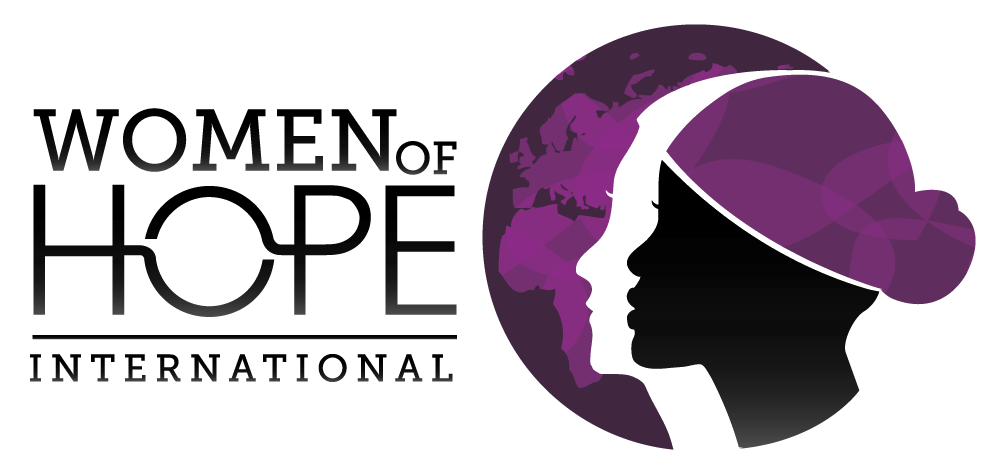 WOMEN OF
HOPE
INTERNATIONAL